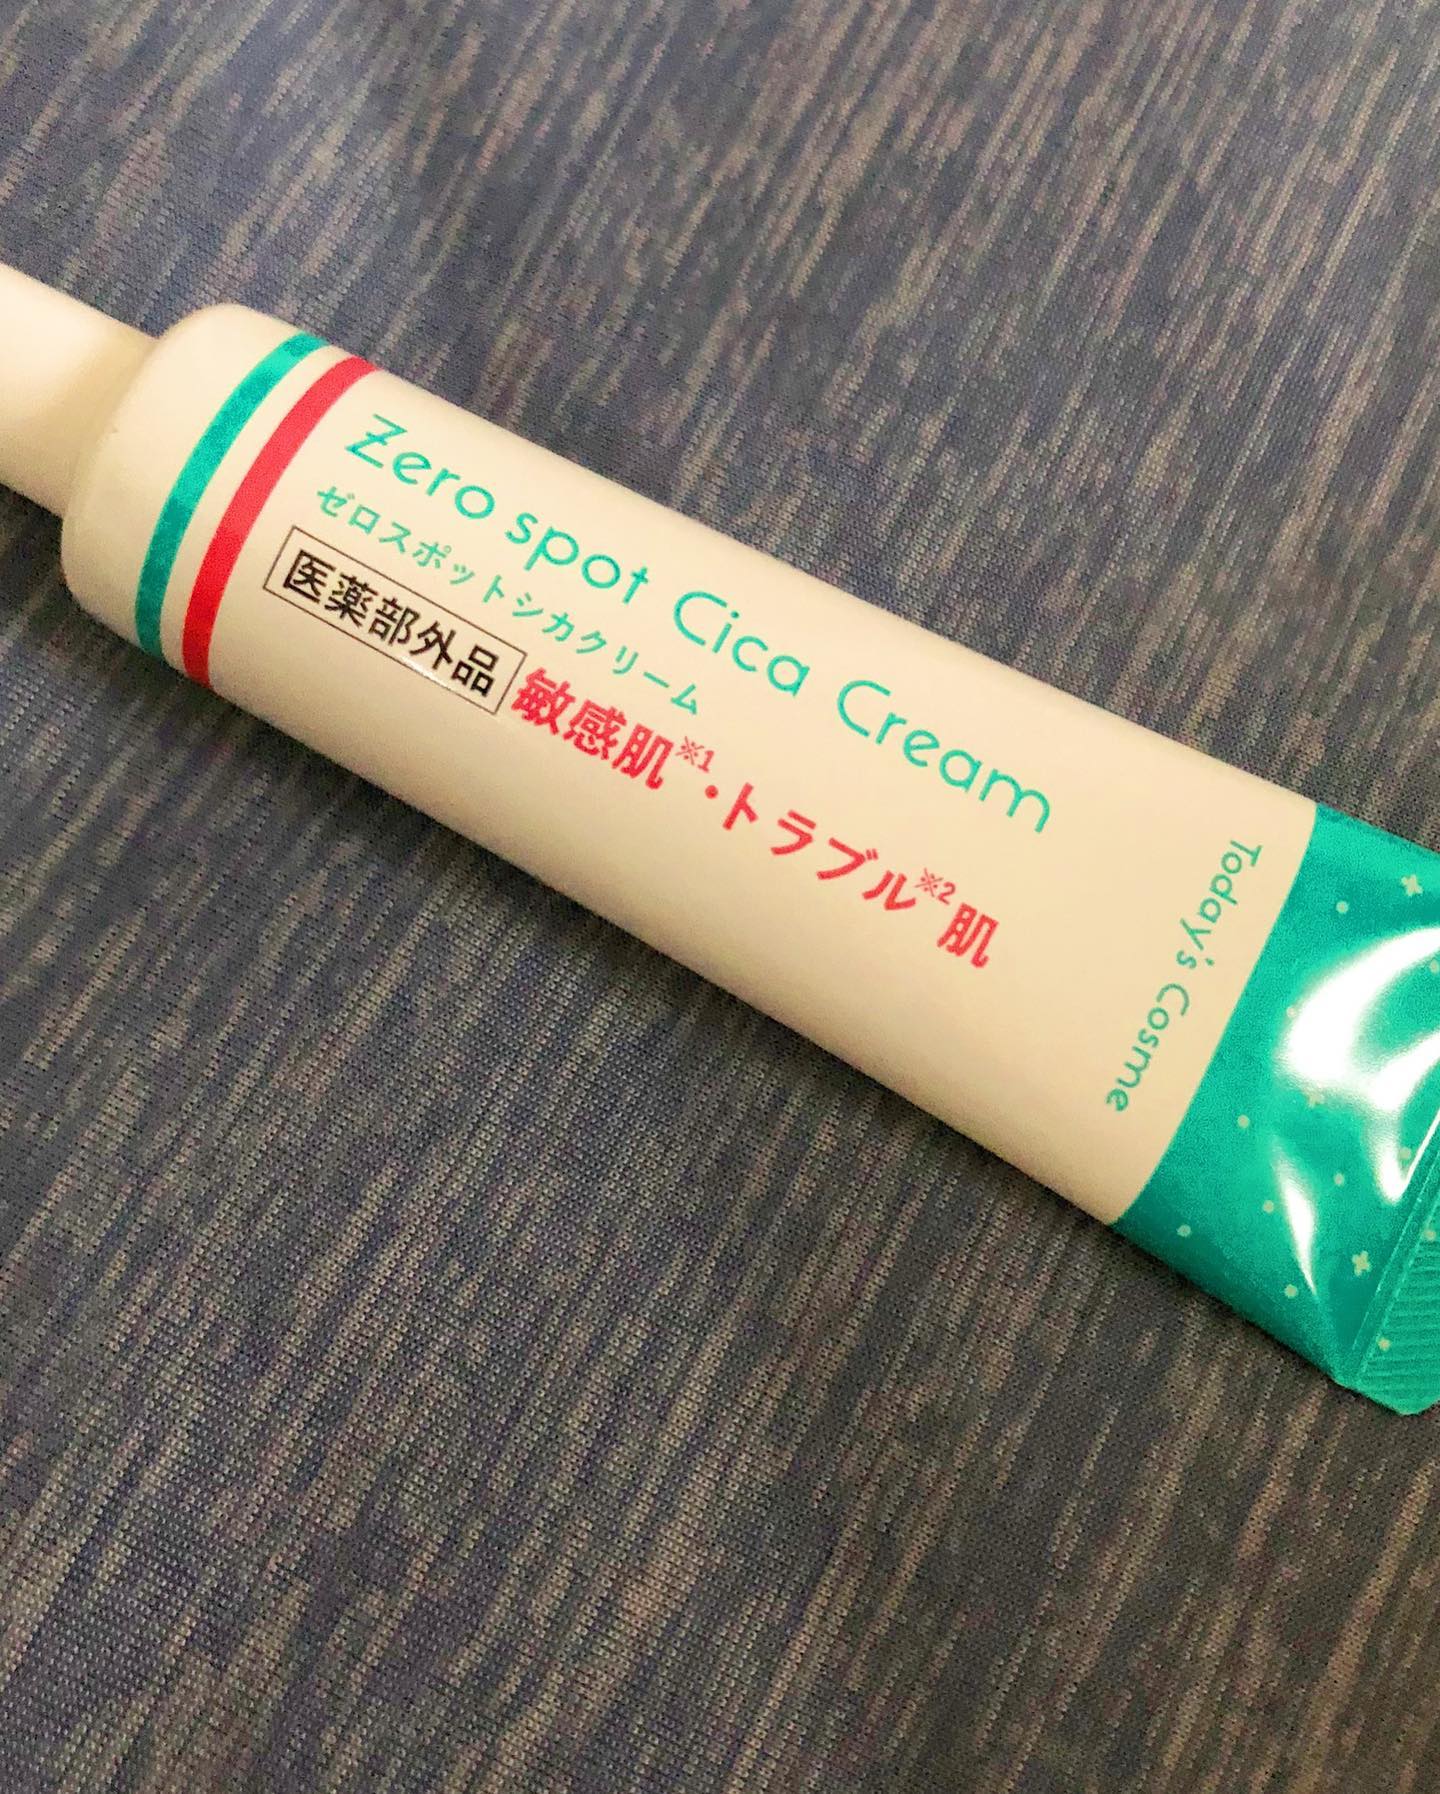 Zero spot Cica Cream
ゼロスポットシカクリーム
医薬部外品 敏感肌※1・トラブル※2肌
Today's Cosme